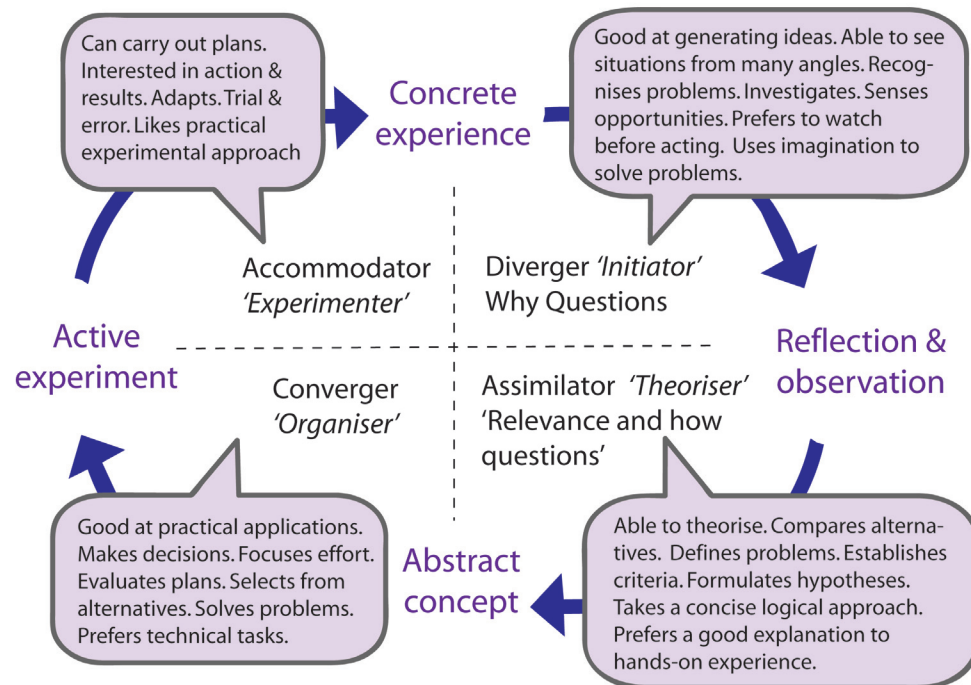 Can carry out plans.
Interested in action &
results. Adapts. Trial &
error. Likes practical
experimental approach
Concrete
experience
Good at generating ideas. Able to see
situations from many angles. Recog-
nises problems. Investigates. Senses
opportunities. Prefers to watch
before acting. Uses imagination to
solve problems.
Accommodator
‘Experimenter’
Diverger ‘Initiator’
Why Questions
Active
experiment
Reflection &
observation
Converger
‘Organiser’
Assimilator ‘Theoriser’
‘Relevance and how
questions’
Good at practical applications.
Makes decisions. Focuses effort.
Evaluates plans. Selects from
alternatives. Solves problems.
Prefers technical tasks.
Abstract
concept
Able to theorise. Compares alterna-
tives. Defines problems. Establishes
criteria. Formulates hypotheses.
Takes a concise logical approach.
Prefers a good explanation to
hands-on experience.